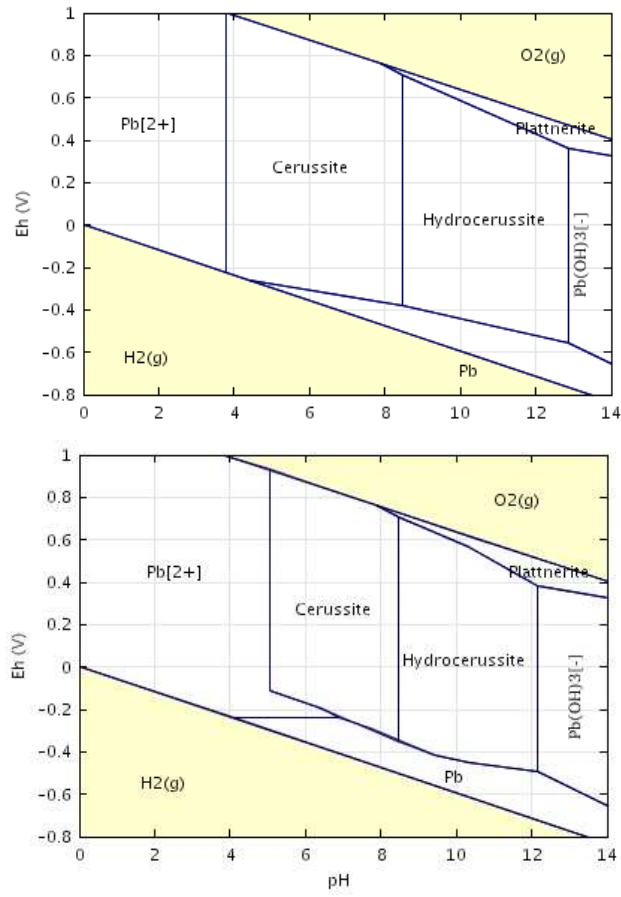 1
0.8
0.6
0.4
0.2
0
-0.2
-0.4
-0.6
-0.8
Eh (V)
O2(g)
Pb[2+]
Plattnerite
Cerussite
Hydrocerussite
Pb(OH)3[-]
H2(g)
Pb
0 2 4 6 8 10 12 14
1
0.8
0.6
0.4
0.2
0
-0.2
-0.4
-0.6
-0.8
Eh (V)
O2(g)
Pb[2+]
Plattnerite
Cerussite
Hydrocerussite
Pb(OH)3[-]
H2(g)
Pb
0 2 4 6 8 10 12 14
pH